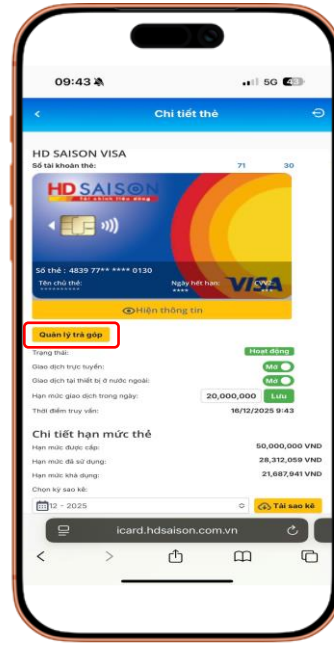 09:43
5G 43
Chi tiết thẻ
HD SAISON VISA
Số tài khoản thẻ: 71 30
HD SAISON
Tài chính tiêu dùng
Số thẻ : 4839 77** **** 0130
Tên chủ thẻ: Ngày hết hạn: CVV2:
********** **** ***
VISA
Hiện thông tin
Quản lý trả góp
Trạng thái: Hoạt động
Giao dịch trực tuyến: Mở
Giao dịch tại thiết bị ở nước ngoài: Mở
Hạn mức giao dịch trong ngày: 20,000,000 Lưu
Thời điểm truy vấn: 16/12/2025 9:43
Chi tiết hạn mức thẻ
Hạn mức được cấp: 50,000,000 VND
Hạn mức đã sử dụng: 28,312,059 VND
Hạn mức khả dụng: 21,687,941 VND
Chọn kỳ sao kê:
12 - 2025 Tải sao kê
icard.hdsaison.com.vn